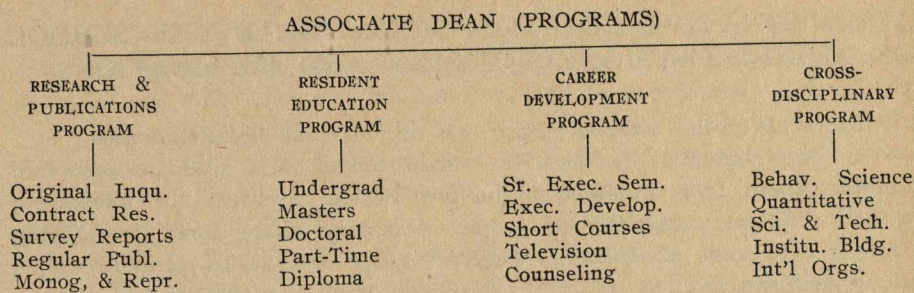 ASSOCIATE DEAN (PROGRAMS)
RESEARCH &
PUBLICATIONS
PROGRAM
Original Inqu.
Contract Res.
Survey Reports
Regular Publ.
Monog, & Repr.
RESIDENT
EDUCATION
PROGRAM
Undergrad
Masters
Doctoral
Part-Time
Diploma
CAREER
DEVELOPMENT
PROGRAM
Sr. Exec. Sem.
Exec. Develop.
Short Courses
Television
Counseling
CROSS-
DISCIPLINARY
PROGRAM
Behav. Science
Quantitative
Sci. & Tech.
Institu. Bldg.
Int'l Orgs.